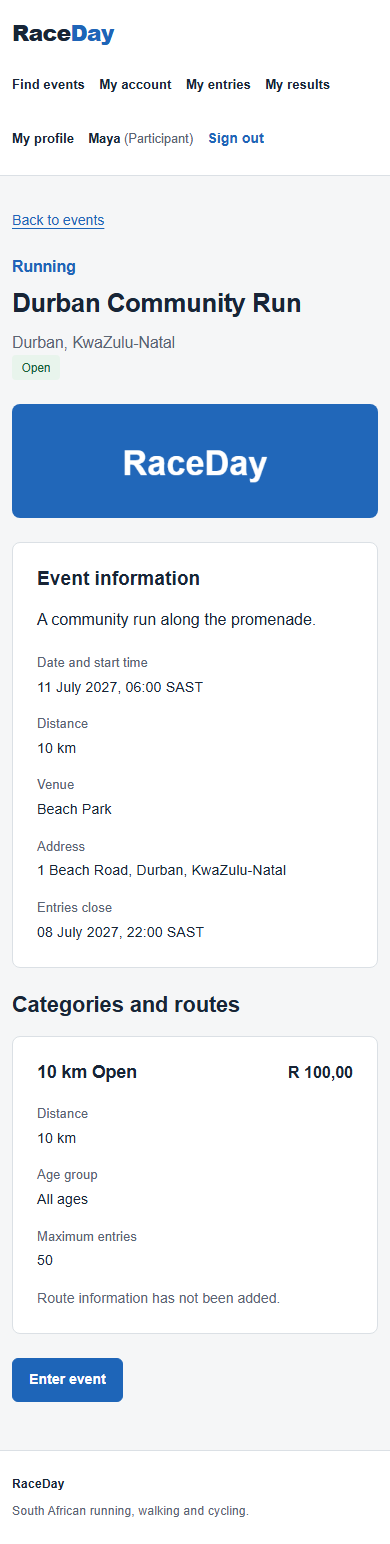 RaceDay
Find events My account My entries My results
My profile Maya (Participant) Sign out
Back to events
Running
Durban Community Run
Durban, KwaZulu-Natal
Open
RaceDay
Event information
A community run along the promenade.
Date and start time
11 July 2027, 06:00 SAST
Distance
10 km
Venue
Beach Park
Address
1 Beach Road, Durban, KwaZulu-Natal
Entries close
08 July 2027, 22:00 SAST
Categories and routes
10 km Open R 100,00
Distance
10 km
Age group
All ages
Maximum entries
50
Route information has not been added.
Enter event
RaceDay
South African running, walking and cycling.